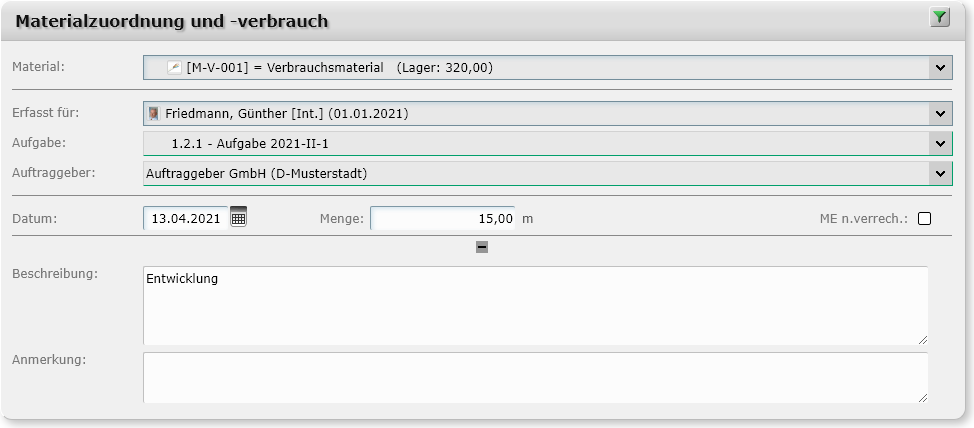 Materialzuordnung und -verbrauch
Material: [M-V-001] = Verbrauchsmaterial (Lager: 320,00)
Erfasst für: Friedmann, Günther [Int.] (01.01.2021)
Aufgabe: 1.2.1 - Aufgabe 2021-II-1
Auftraggeber: Auftraggeber GmbH (D-Musterstadt)
Datum: 13.04.2021 Menge: 15,00 m ME n.verrech.:
Beschreibung: Entwicklung
Anmerkung: